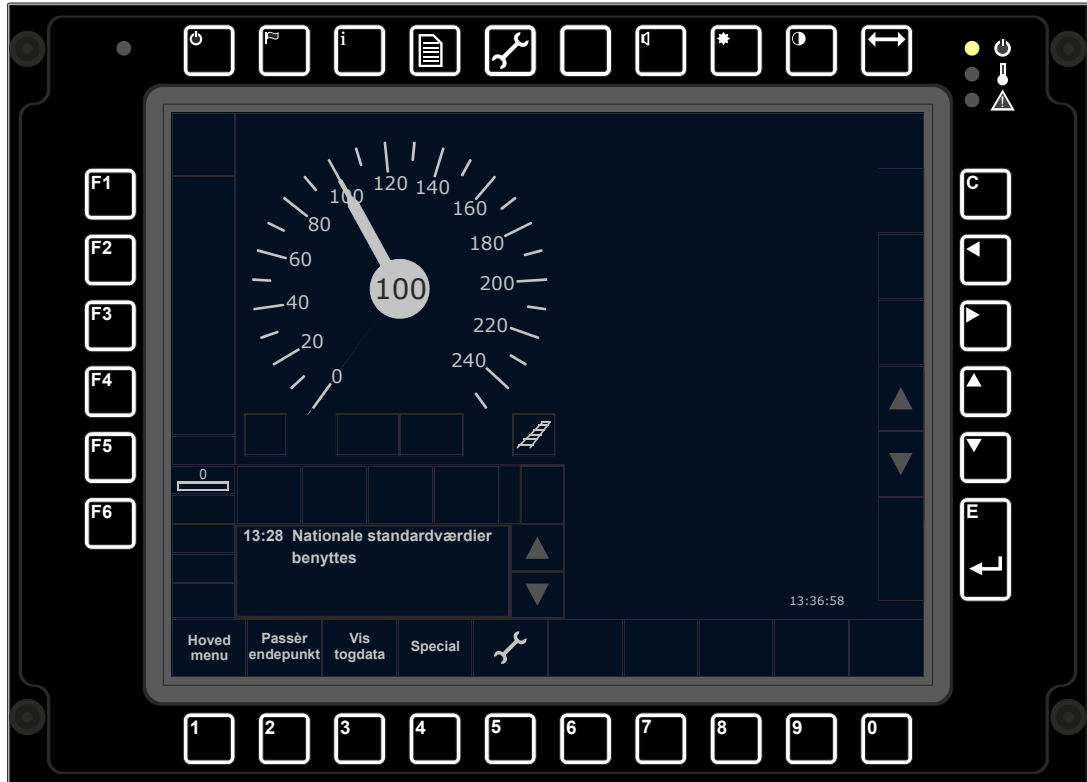 i
F1
F2
F3
F4
F5
F6
C
E
0
20
40
60
80
100
120
140
160
180
200
220
240
100
0
13:28 Nationale standardværdier
benyttes
13:36:58
Hoved
menu
Passèr
endepunkt
Vis
togdata
Special
1
2
3
4
5
6
7
8
9
0